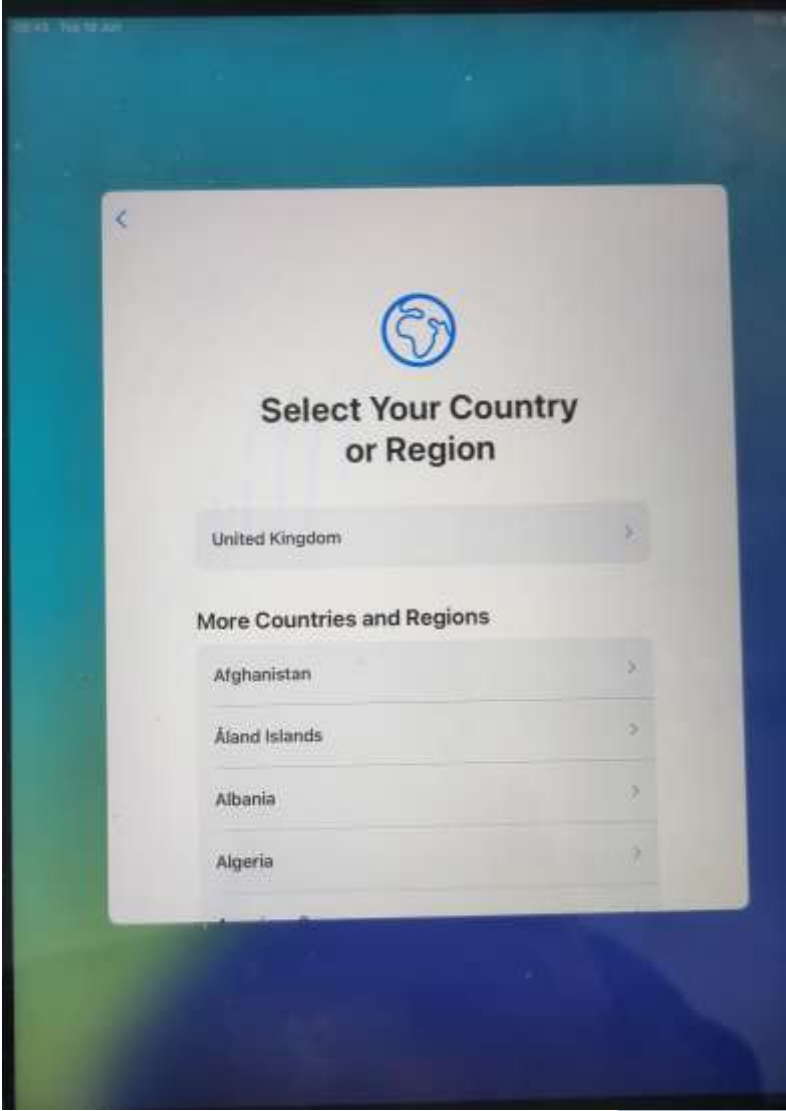 Select Your Country
or Region
United Kingdom
More Countries and Regions
Afghanistan
Åland Islands
Albania
Algeria